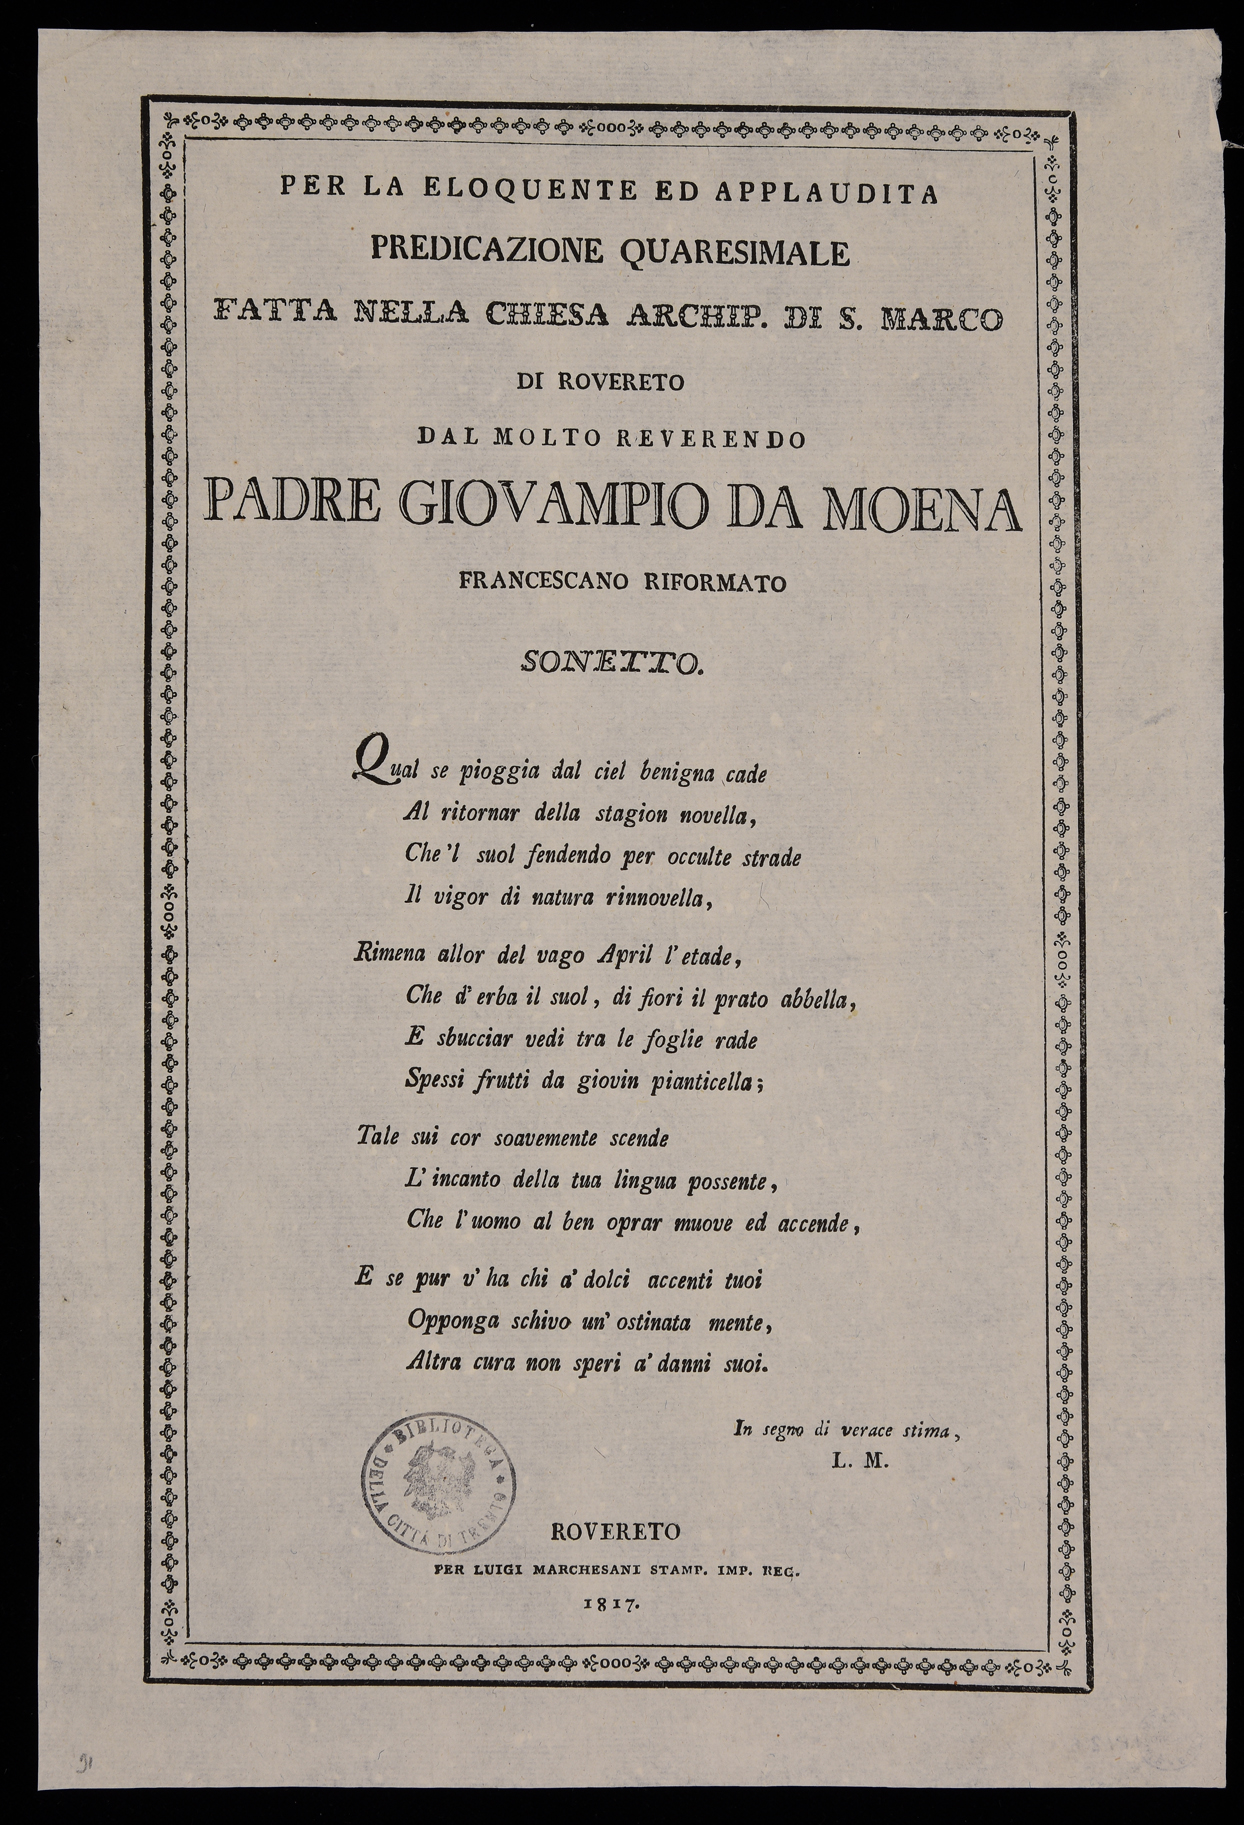 PER LA ELOQUENTE ED APPLAUDITA
PREDICAZIONE QUARESIMALE
FATTA NELLA CHIESA ARCHIP. DI S. MARCO
DI ROVERETO
DAL MOLTO REVERENDO
PADRE GIOVAMPIO DA MOENA
FRANCESCANO RIFORMATO
SONETTO.
Qual se pioggia dal ciel benigna cade
Al ritornar della stagion novella,
Che 'l suol fendendo per occulte strade
Il vigor di natura rinnovella,
Rimena allor del vago April l' etade,
Che d' erba il suol, di fiori il prato abbella,
E sbucciar vedi tra le foglie rade
Spessi frutti da giovin pianticella;
Tale sui cor soavemente scende
L' incanto della tua lingua possente,
Che l' uomo al ben oprar muove ed accende,
E se pur v' ha chi a' dolci accenti tuoi
Opponga schivo un' ostinata mente,
Altra cura non speri a' danni suoi.
In segno di verace stima,
L. M.
BIBLIOTECA
DELLA CITTÀ DI TRENTO
ROVERETO
PER LUIGI MARCHESANI STAMP. IMP. REG.
1817.